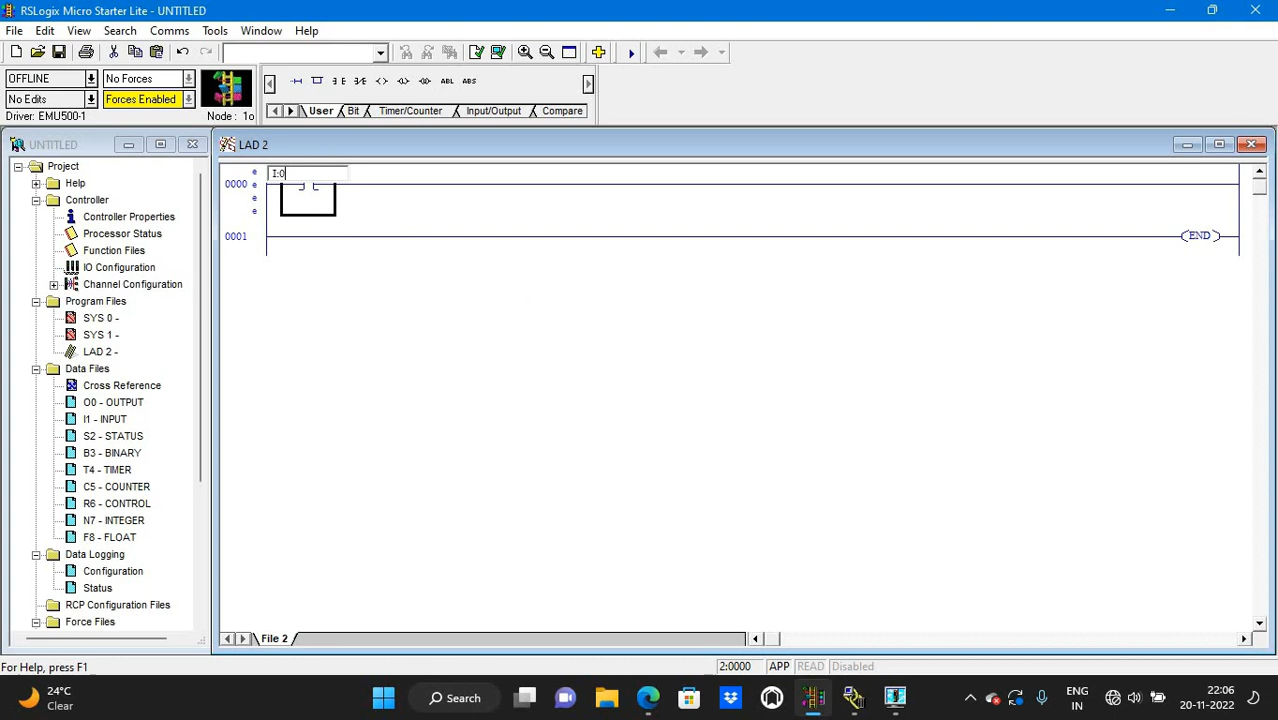 RSLogix Micro Starter Lite - UNTITLED
File Edit View Search Comms Tools Window Help
OFFLINE No Forces
No Edits Forces Enabled
Driver: EMU500-1 Node : 1o
ABL ABS
User Bit Timer/Counter Input/Output Compare
UNTITLED
Project
Help
Controller
Controller Properties
Processor Status
Function Files
IO Configuration
Channel Configuration
Program Files
SYS 0 -
SYS 1 -
LAD 2 -
Data Files
Cross Reference
O0 - OUTPUT
I1 - INPUT
S2 - STATUS
B3 - BINARY
T4 - TIMER
C5 - COUNTER
R6 - CONTROL
N7 - INTEGER
F8 - FLOAT
Data Logging
Configuration
Status
RCP Configuration Files
Force Files
LAD 2
e I:0
0000 e
e
e
0001 END
File 2
For Help, press F1 2:0000 APP READ Disabled
24°C
Clear
Search
ENG
IN
22:06
20-11-2022